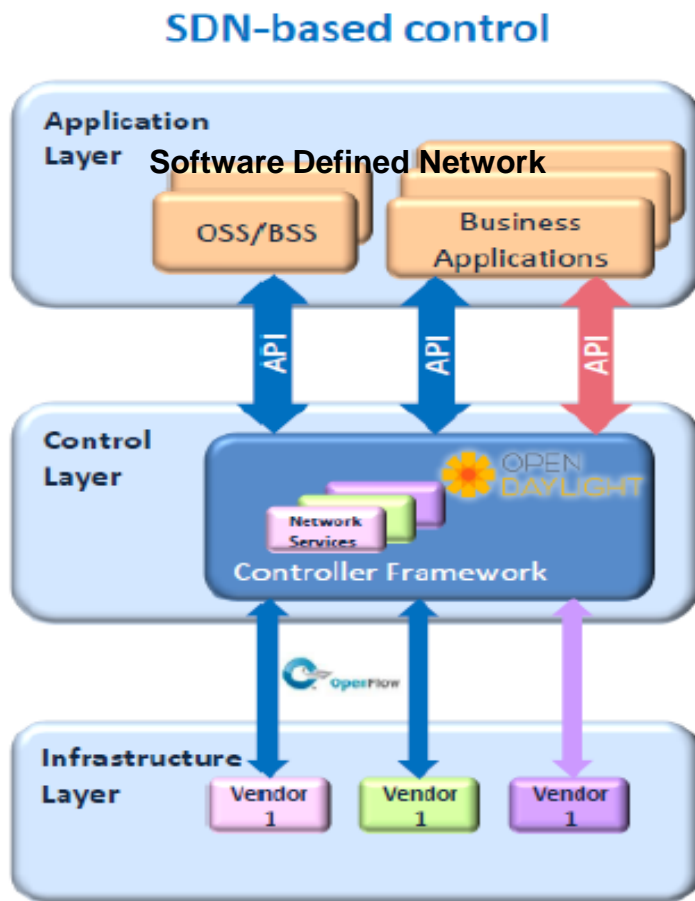 SDN-based control
Application
Layer
Software Defined Network
OSS/BSS
Business
Applications
API
API
API
Control
Layer
OPEN
DAYLIGHT
Network
Services
Controller Framework
OpenFlow
Infrastructure
Layer
Vendor
1
Vendor
1
Vendor
1